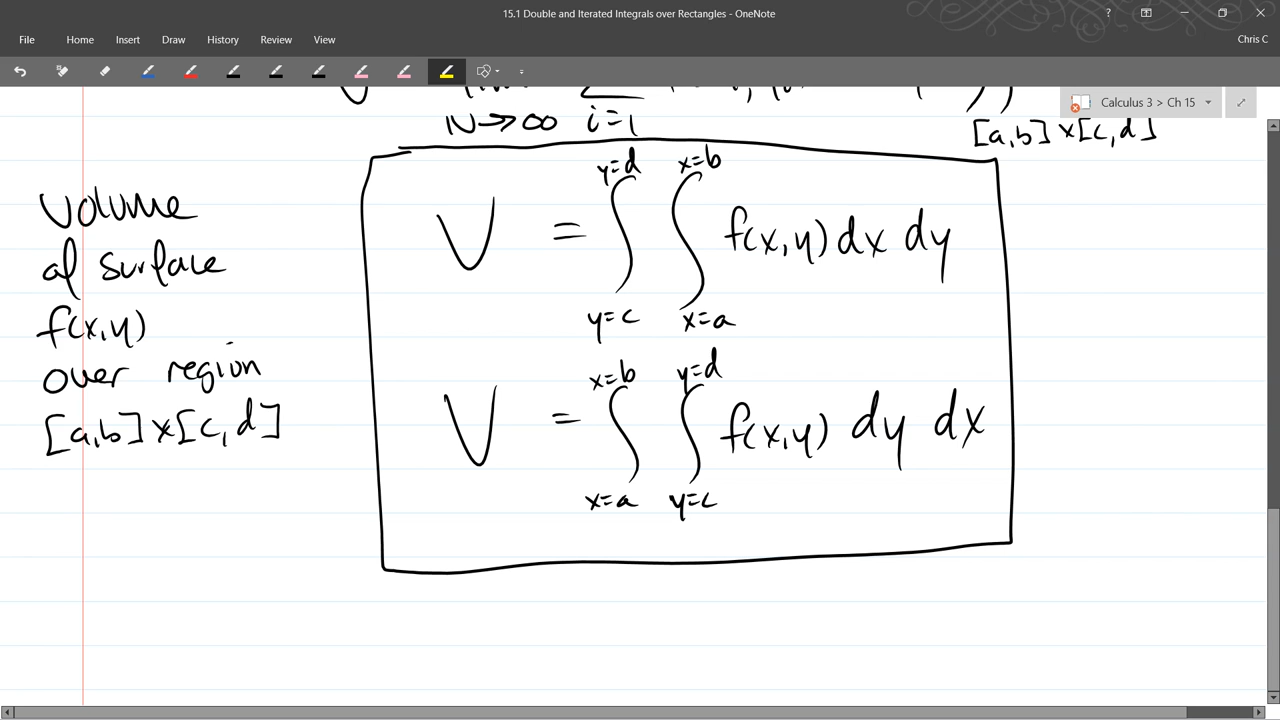 15.1 Double and Iterated Integrals over Rectangles - OneNote
File Home Insert Draw History Review View
Chris C
Calculus 3 > Ch 15
N→∞ i=1
[a,b]×[c,d]
Volume
of surface
f(x,y)
over region
[a,b]×[c,d]
y=d x=b
V = ∫ ∫ f(x,y) dx dy
y=c x=a
x=b y=d
V = ∫ ∫ f(x,y) dy dx
x=a y=c